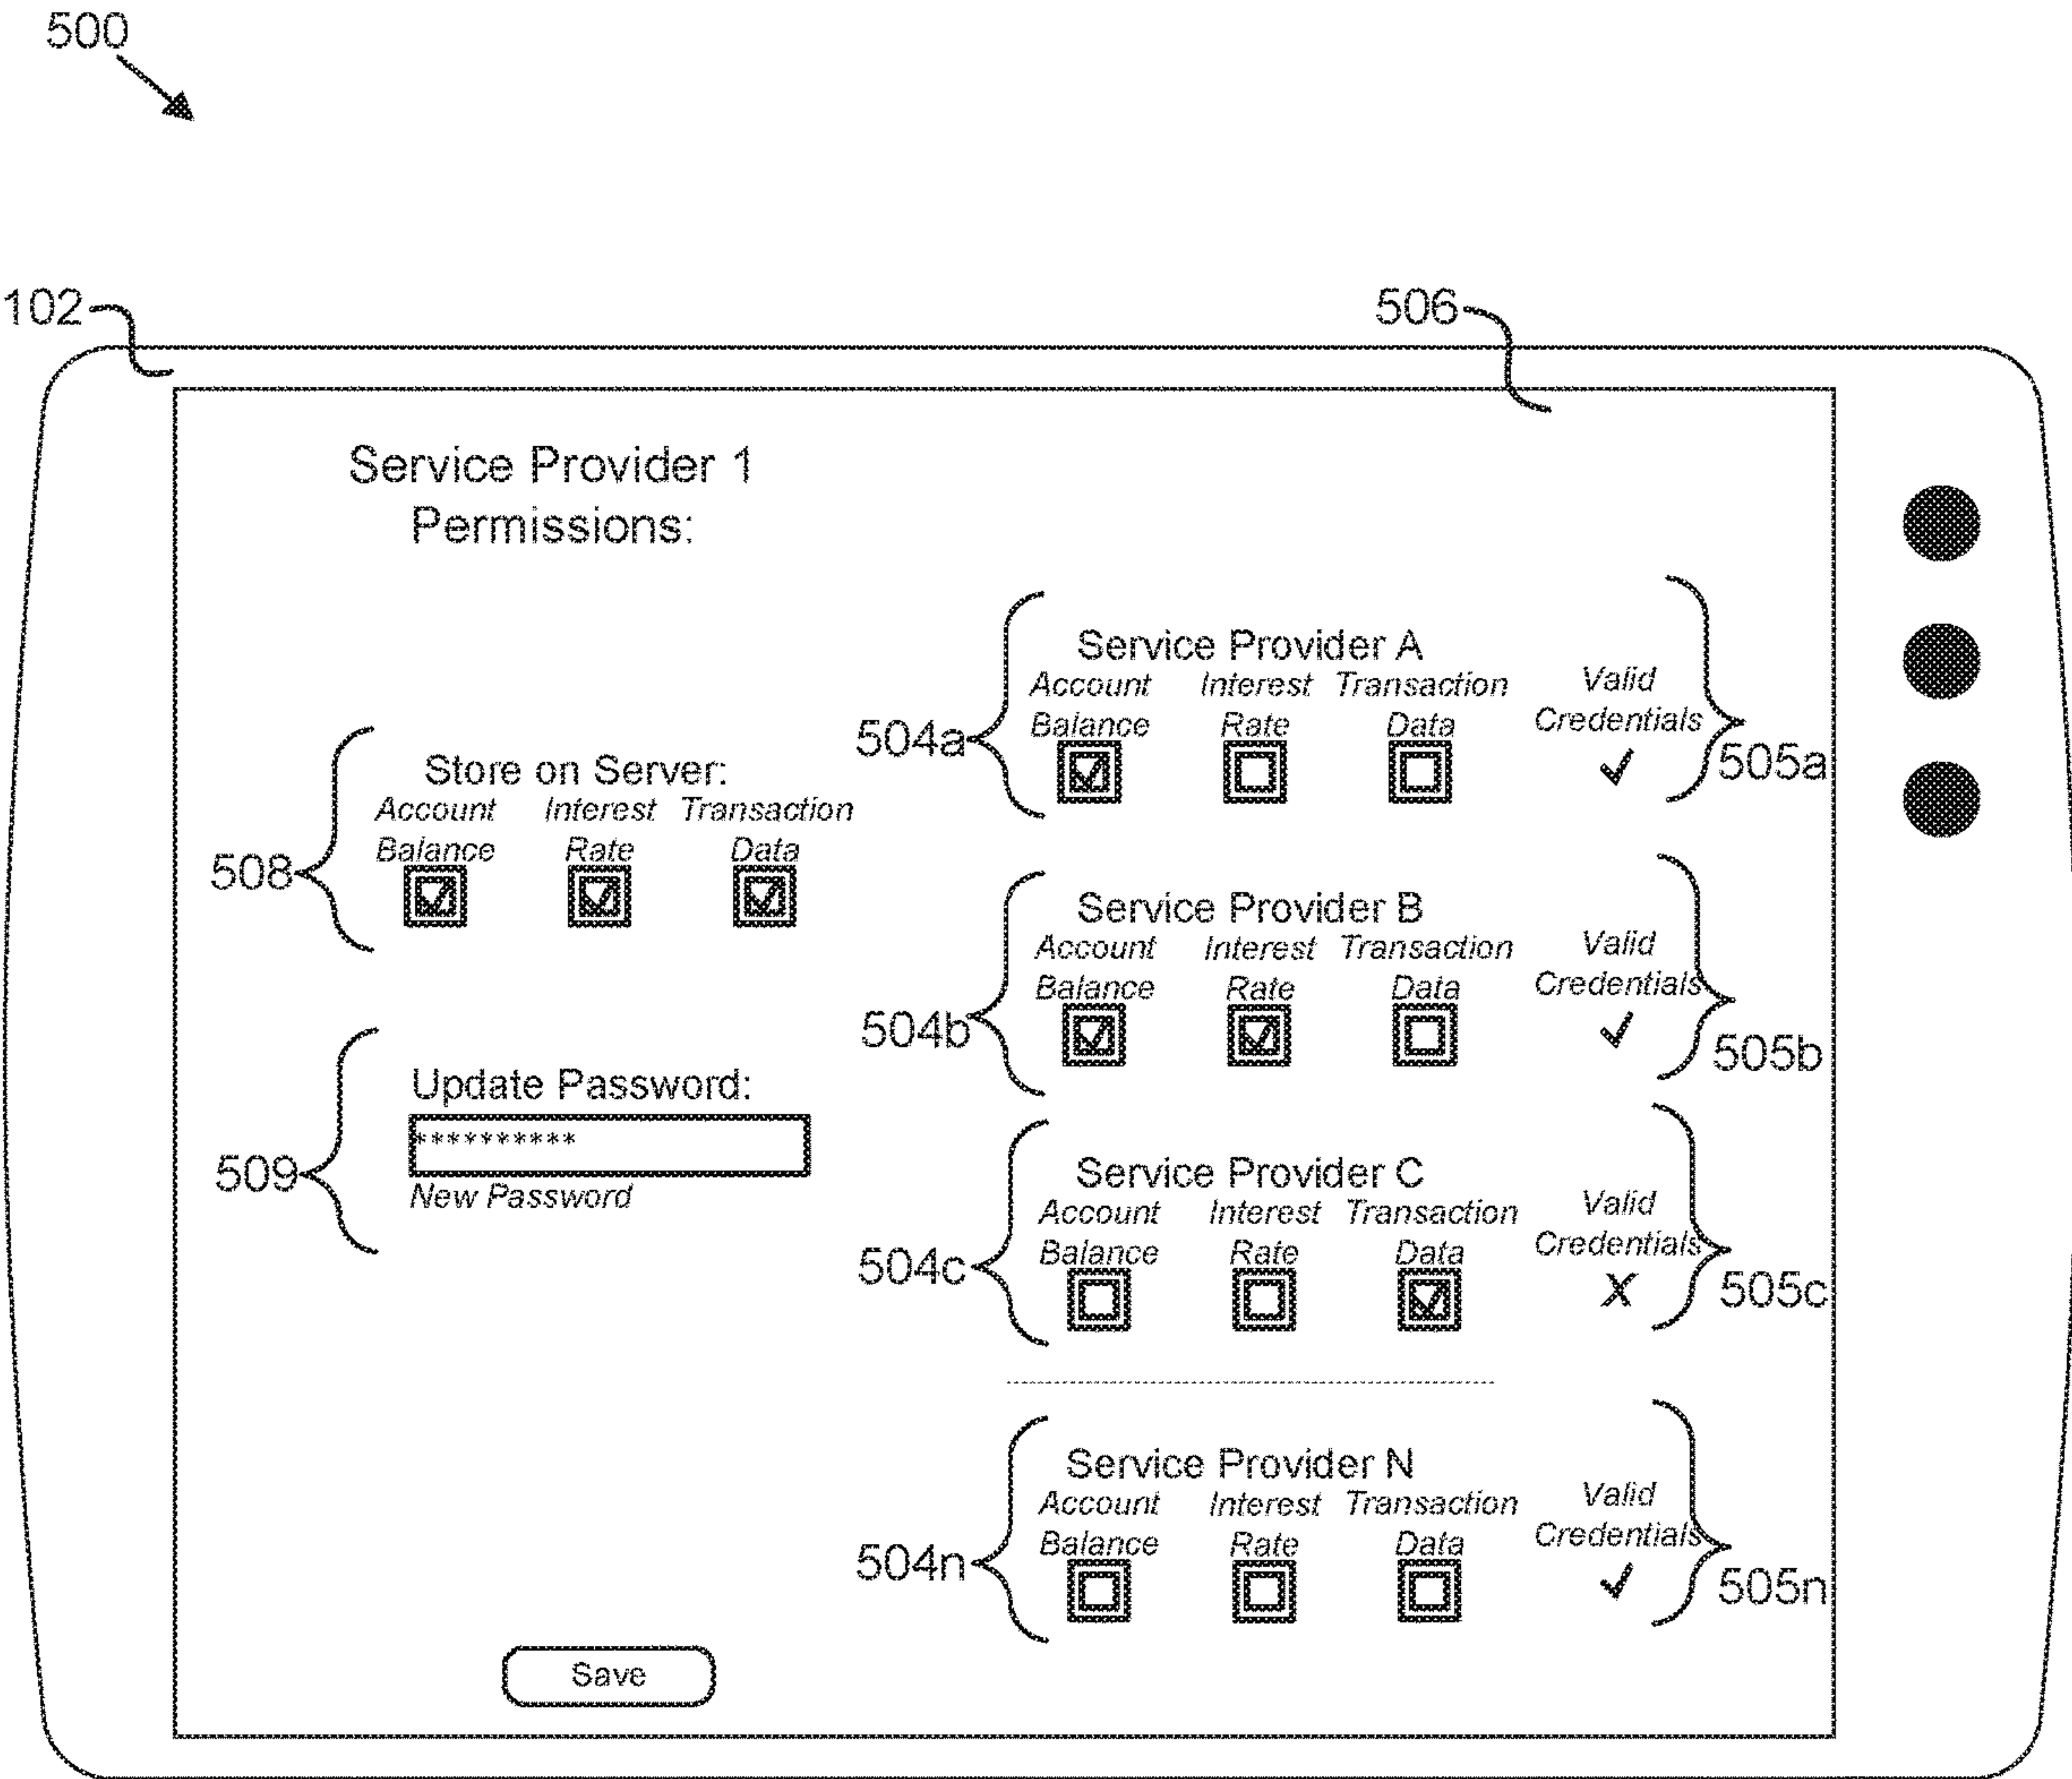 500
102
506
Service Provider 1
Permissions:
508
Store on Server:
Account Interest Transaction
Balance Rate Data
509
Update Password:
**********
New Password
Save
504a
Service Provider A
Account Interest Transaction
Balance Rate Data
Valid
Credentials
505a
504b
Service Provider B
Account Interest Transaction
Balance Rate Data
Valid
Credentials
505b
504c
Service Provider C
Account Interest Transaction
Balance Rate Data
Valid
Credentials
X
505c
504n
Service Provider N
Account Interest Transaction
Balance Rate Data
Valid
Credentials
505n